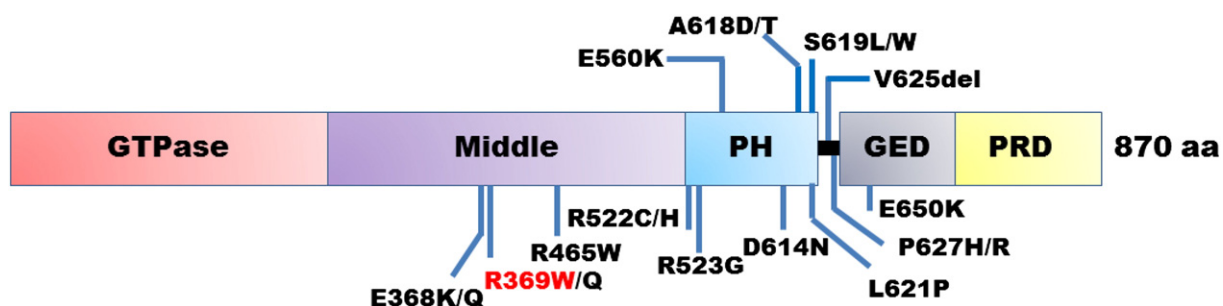 A618D/T
S619L/W
E560K
V625del
GTPase
Middle
PH
GED
PRD
870 aa
R522C/H
E650K
R465W
R523G
D614N
P627H/R
R369W/Q
E368K/Q
L621P